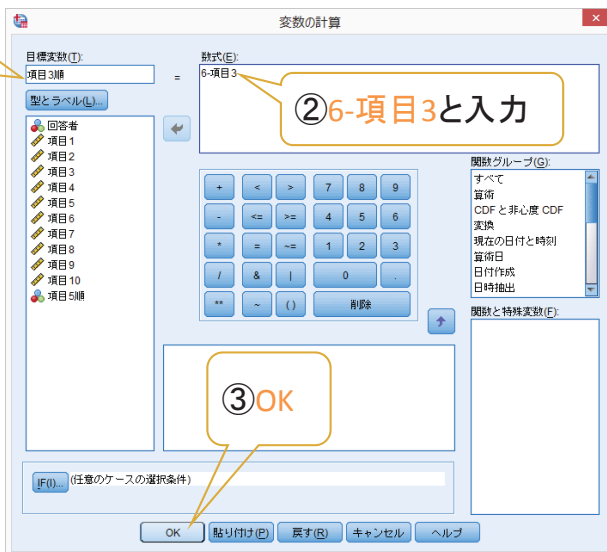 変数の計算
目標変数(T):
項目3順
=
数式(E):
6-項目3
②6-項目3と入力
型とラベル(L)...
回答者
項目1
項目2
項目3
項目4
項目5
項目6
項目7
項目8
項目9
項目10
項目5順
+ < > 7 8 9
- <= >= 4 5 6
* = ~= 1 2 3
/ & | 0 .
** ~ ( ) 削除
関数グループ(G):
すべて
算術
CDF と非心度 CDF
変換
現在の日付と時刻
算術日
日付作成
日時抽出
関数と特殊変数(F):
③OK
IF(I)... (任意のケースの選択条件)
OK 貼り付け(P) 戻す(R) キャンセル ヘルプ